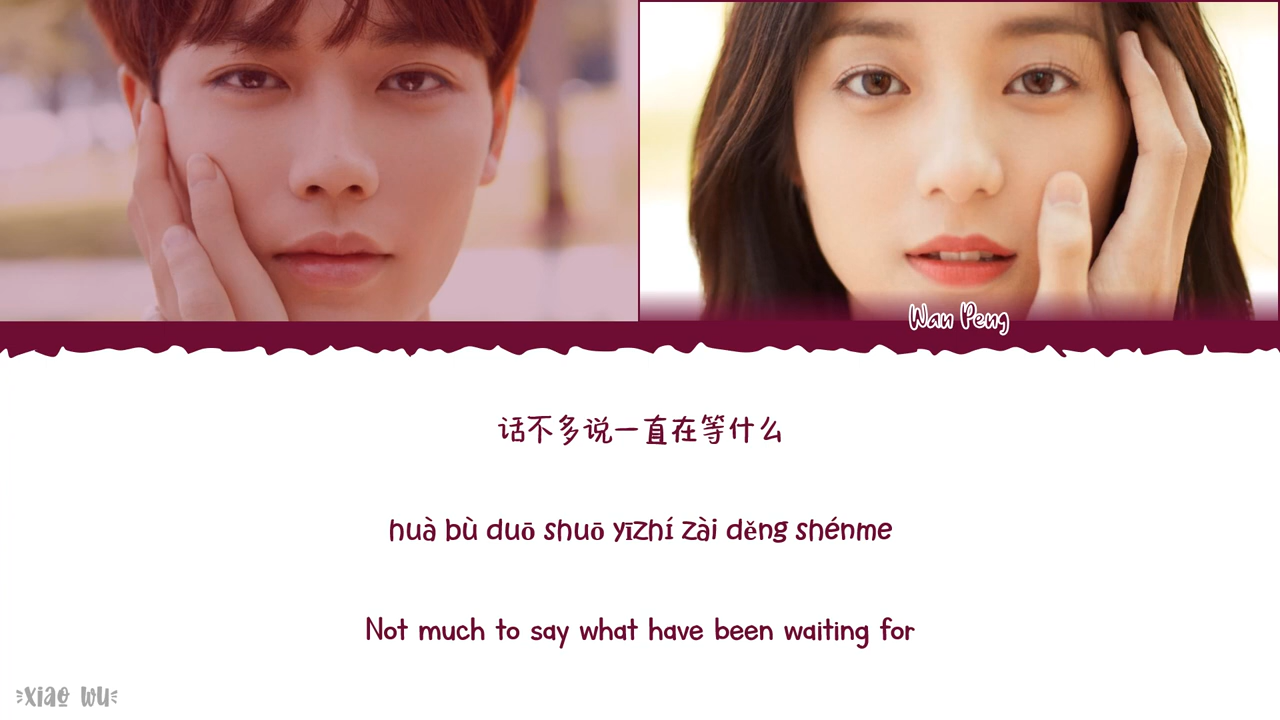 Wan Peng
话不多说一直在等什么
huà bù duō shuō yīzhí zài děng shénme
Not much to say what have been waiting for
xiao wu